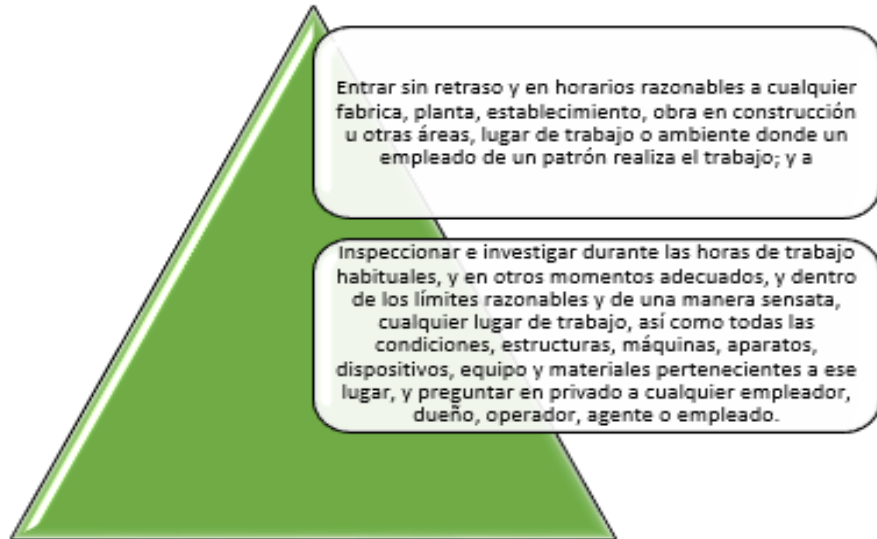 Entrar sin retraso y en horarios razonables a cualquier
fabrica, planta, establecimiento, obra en construcción
u otras áreas, lugar de trabajo o ambiente donde un
empleado de un patrón realiza el trabajo; y a
Inspeccionar e investigar durante las horas de trabajo
habituales, y en otros momentos adecuados, y dentro
de los límites razonables y de una manera sensata,
cualquier lugar de trabajo, así como todas las
condiciones, estructuras, máquinas, aparatos,
dispositivos, equipo y materiales pertenecientes a ese
lugar, y preguntar en privado a cualquier empleador,
dueño, operador, agente o empleado.